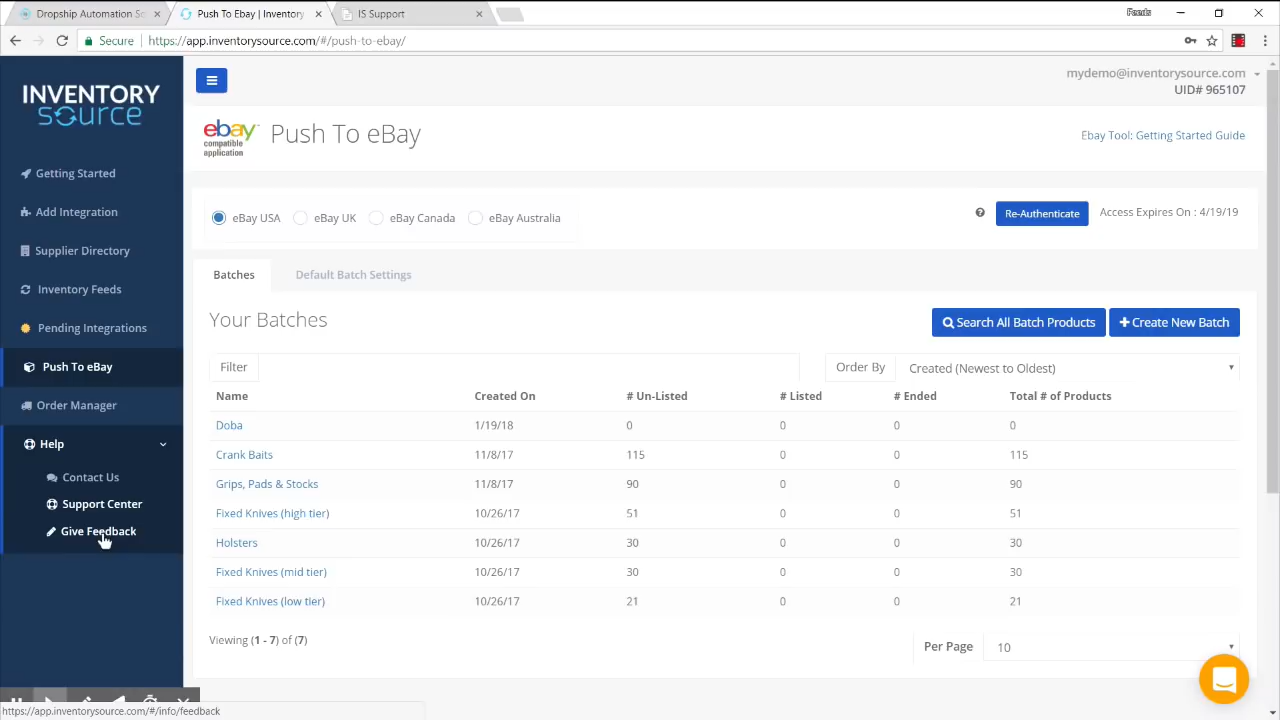 Dropship Automation So
Push To Ebay | Inventory
IS Support
Feeds
Secure
https://app.inventorysource.com/#/push-to-ebay/
INVENTORY
source
mydemo@inventorysource.com
UID# 965107
ebay
compatible
application
Push To eBay
Ebay Tool: Getting Started Guide
Getting Started
Add Integration
Supplier Directory
Inventory Feeds
Pending Integrations
Push To eBay
Order Manager
Help
Contact Us
Support Center
Give Feedback
eBay USA
eBay UK
eBay Canada
eBay Australia
Re-Authenticate
Access Expires On : 4/19/19
Batches
Default Batch Settings
Your Batches
Search All Batch Products
Create New Batch
Filter
Order By
Created (Newest to Oldest)
Name Created On # Un-Listed # Listed # Ended Total # of Products
Doba 1/19/18 0 0 0 0
Crank Baits 11/8/17 115 0 0 115
Grips, Pads & Stocks 11/8/17 90 0 0 90
Fixed Knives (high tier) 10/26/17 51 0 0 51
Holsters 10/26/17 30 0 0 30
Fixed Knives (mid tier) 10/26/17 30 0 0 30
Fixed Knives (low tier) 10/26/17 21 0 0 21
Viewing (1 - 7) of (7)
Per Page
10
https://app.inventorysource.com/#/info/feedback